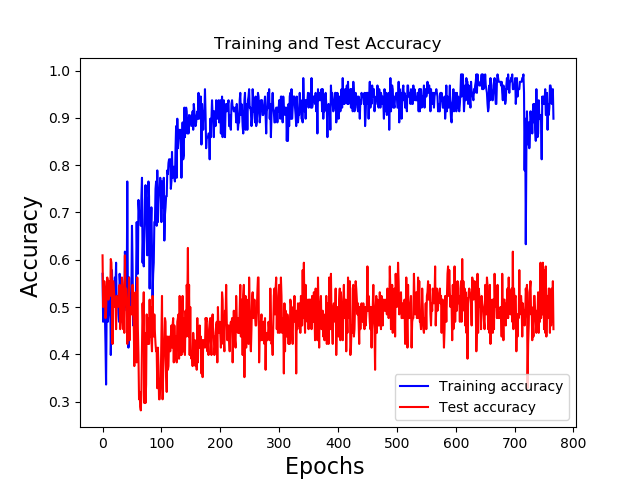 Training and Test Accuracy
1.0
0.9
0.8
0.7
0.6
0.5
0.4
0.3
Accuracy
Training accuracy
Test accuracy
0 100 200 300 400 500 600 700 800
Epochs